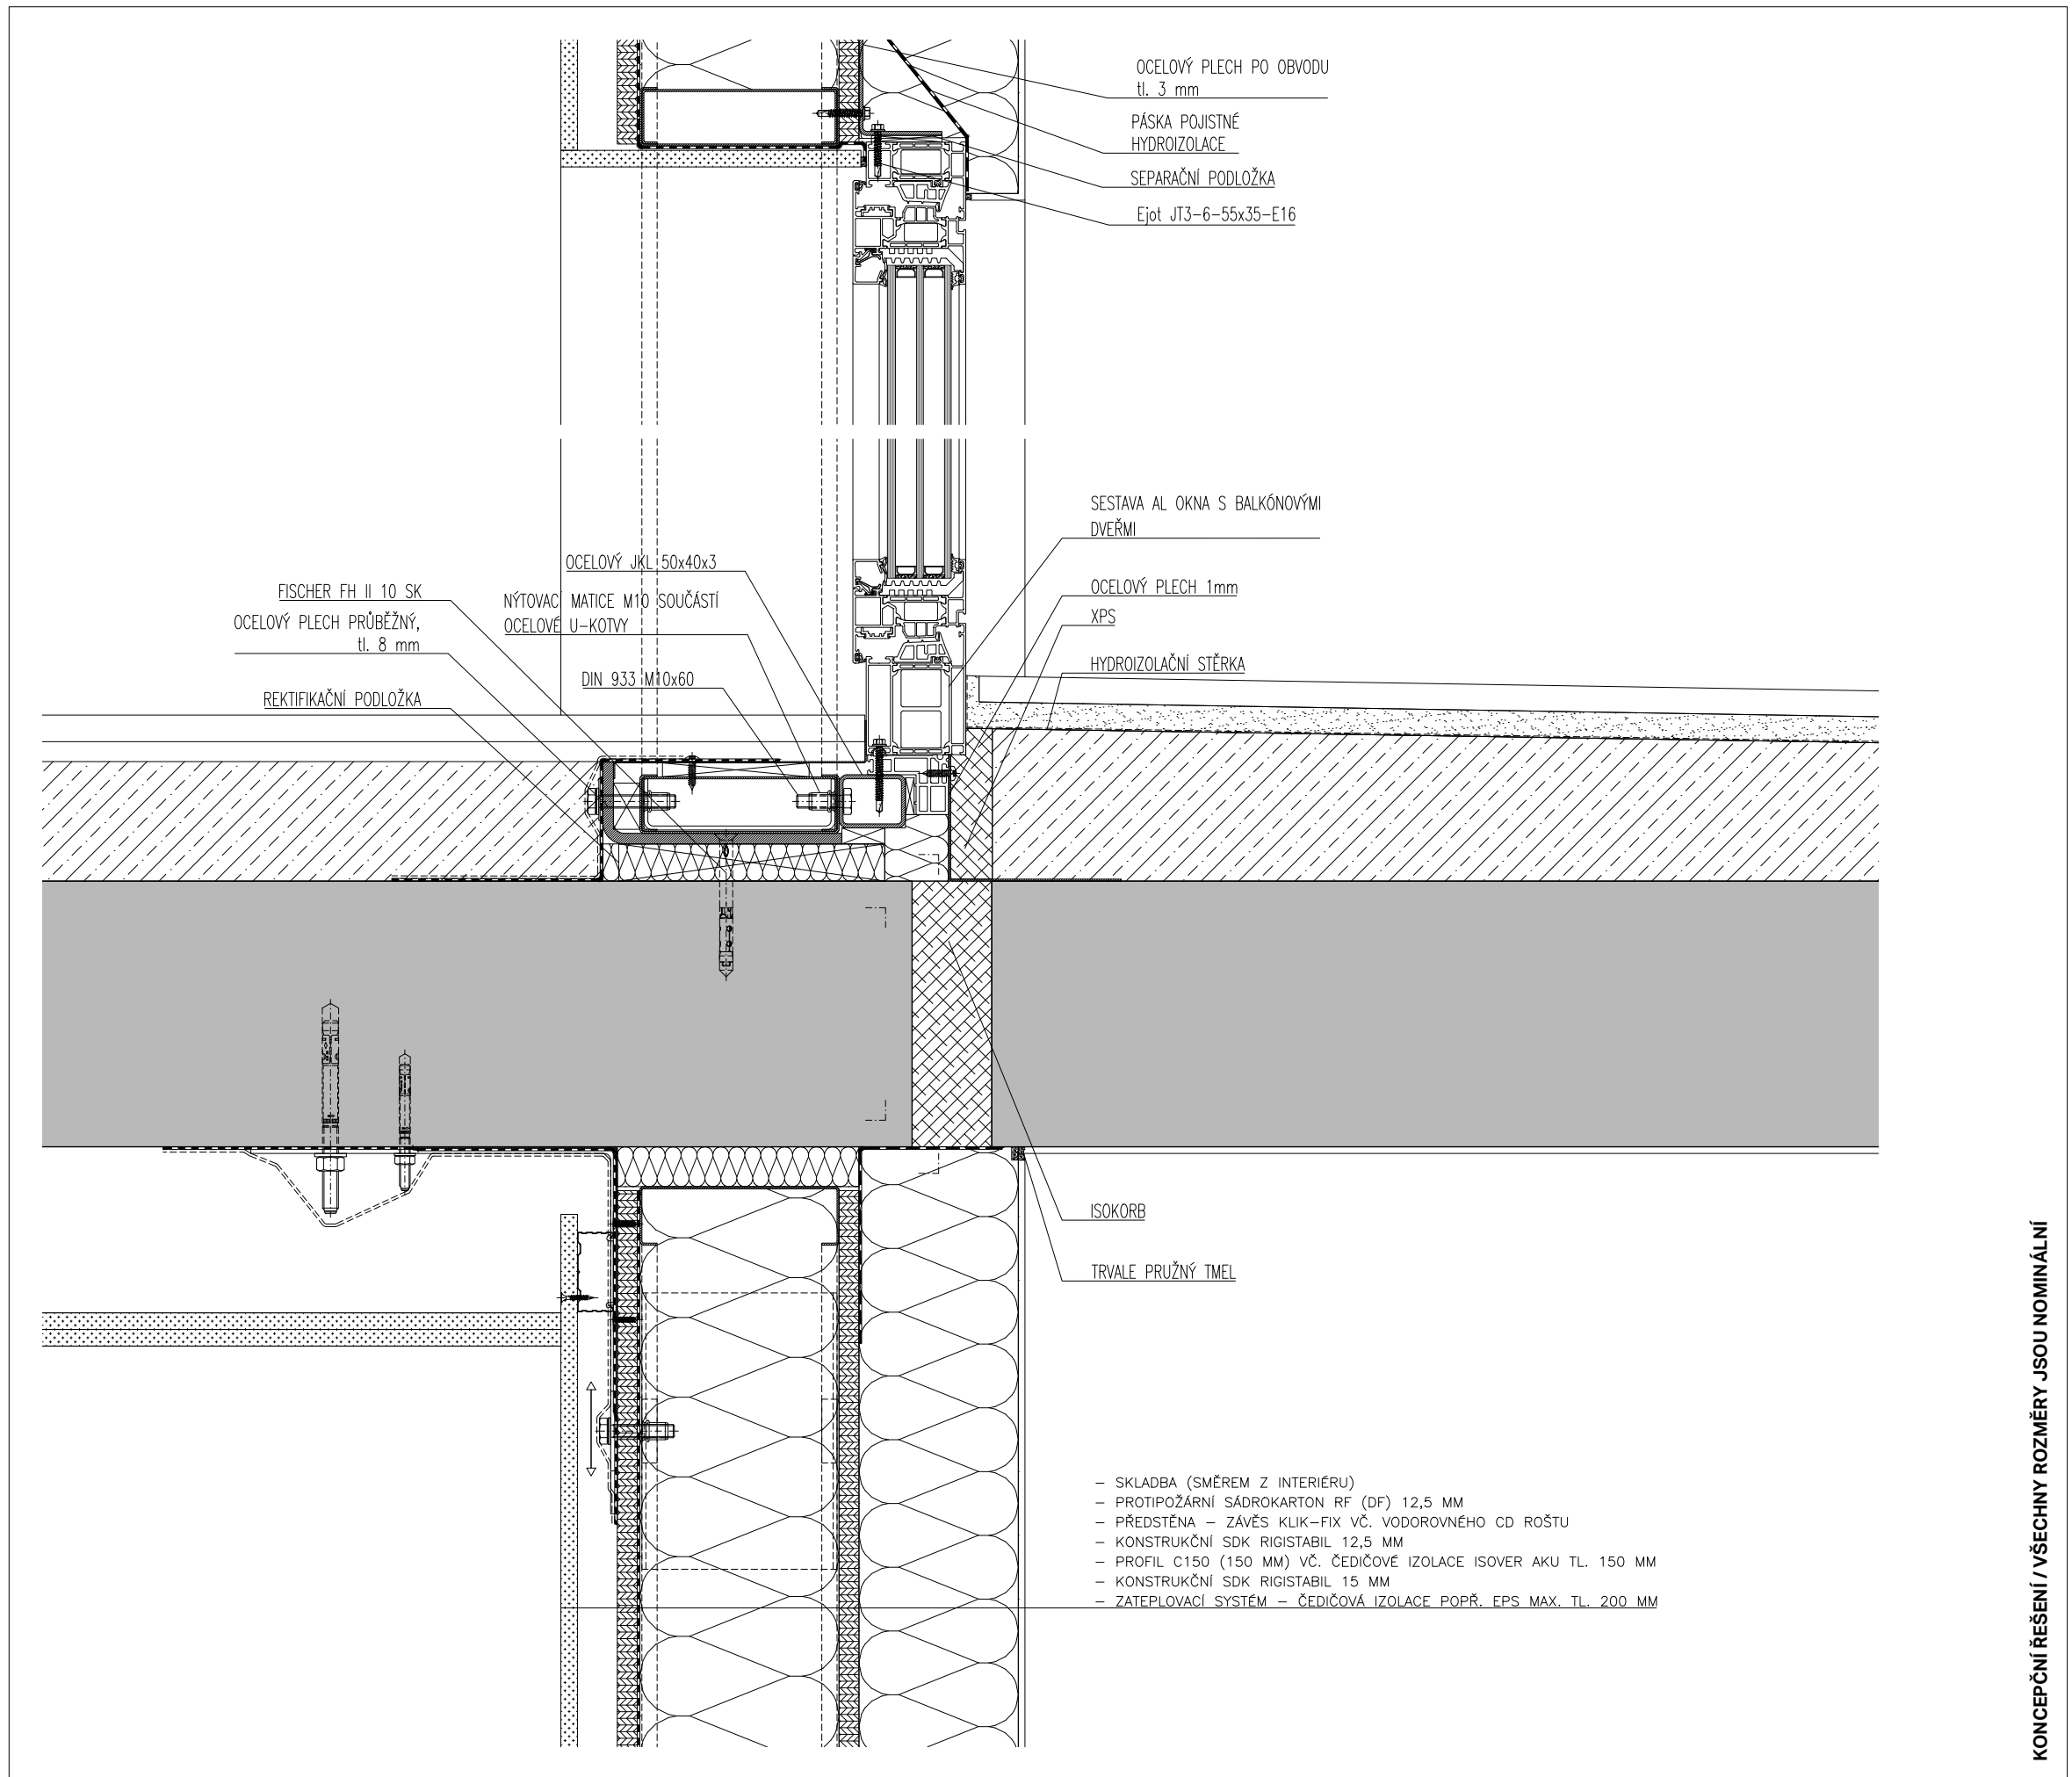 OCELOVÝ PLECH PO OBVODU
tl. 3 mm
PÁSKA POJISTNÉ
HYDROIZOLACE
SEPARAČNÍ PODLOŽKA
Ejot JT3-6-55x35-E16
SESTAVA AL OKNA S BALKÓNOVÝMI
DVEŘMI
OCELOVÝ JKL 50x40x3
FISCHER FH II 10 SK
NÝTOVACÍ MATICE M10 SOUČÁSTÍ
OCELOVÉ U-KOTVY
OCELOVÝ PLECH PRŮBĚŽNÝ,
tl. 8 mm
DIN 933 M10x60
REKTIFIKAČNÍ PODLOŽKA
OCELOVÝ PLECH 1mm
XPS
HYDROIZOLAČNÍ STĚRKA
ISOKORB
TRVALE PRUŽNÝ TMEL
– SKLADBA (SMĚREM Z INTERIÉRU)
– PROTIPOŽÁRNÍ SÁDROKARTON RF (DF) 12,5 MM
– PŘEDSTĚNA – ZÁVĚS KLIK-FIX VČ. VODOROVNÉHO CD ROŠTU
– KONSTRUKČNÍ SDK RIGISTABIL 12,5 MM
– PROFIL C150 (150 MM) VČ. ČEDIČOVÉ IZOLACE ISOVER AKU TL. 150 MM
– KONSTRUKČNÍ SDK RIGISTABIL 15 MM
– ZATEPLOVACÍ SYSTÉM – ČEDIČOVÁ IZOLACE POPŘ. EPS MAX. TL. 200 MM
KONCEPČNÍ ŘEŠENÍ / VŠECHNY ROZMĚRY JSOU NOMINÁLNÍ